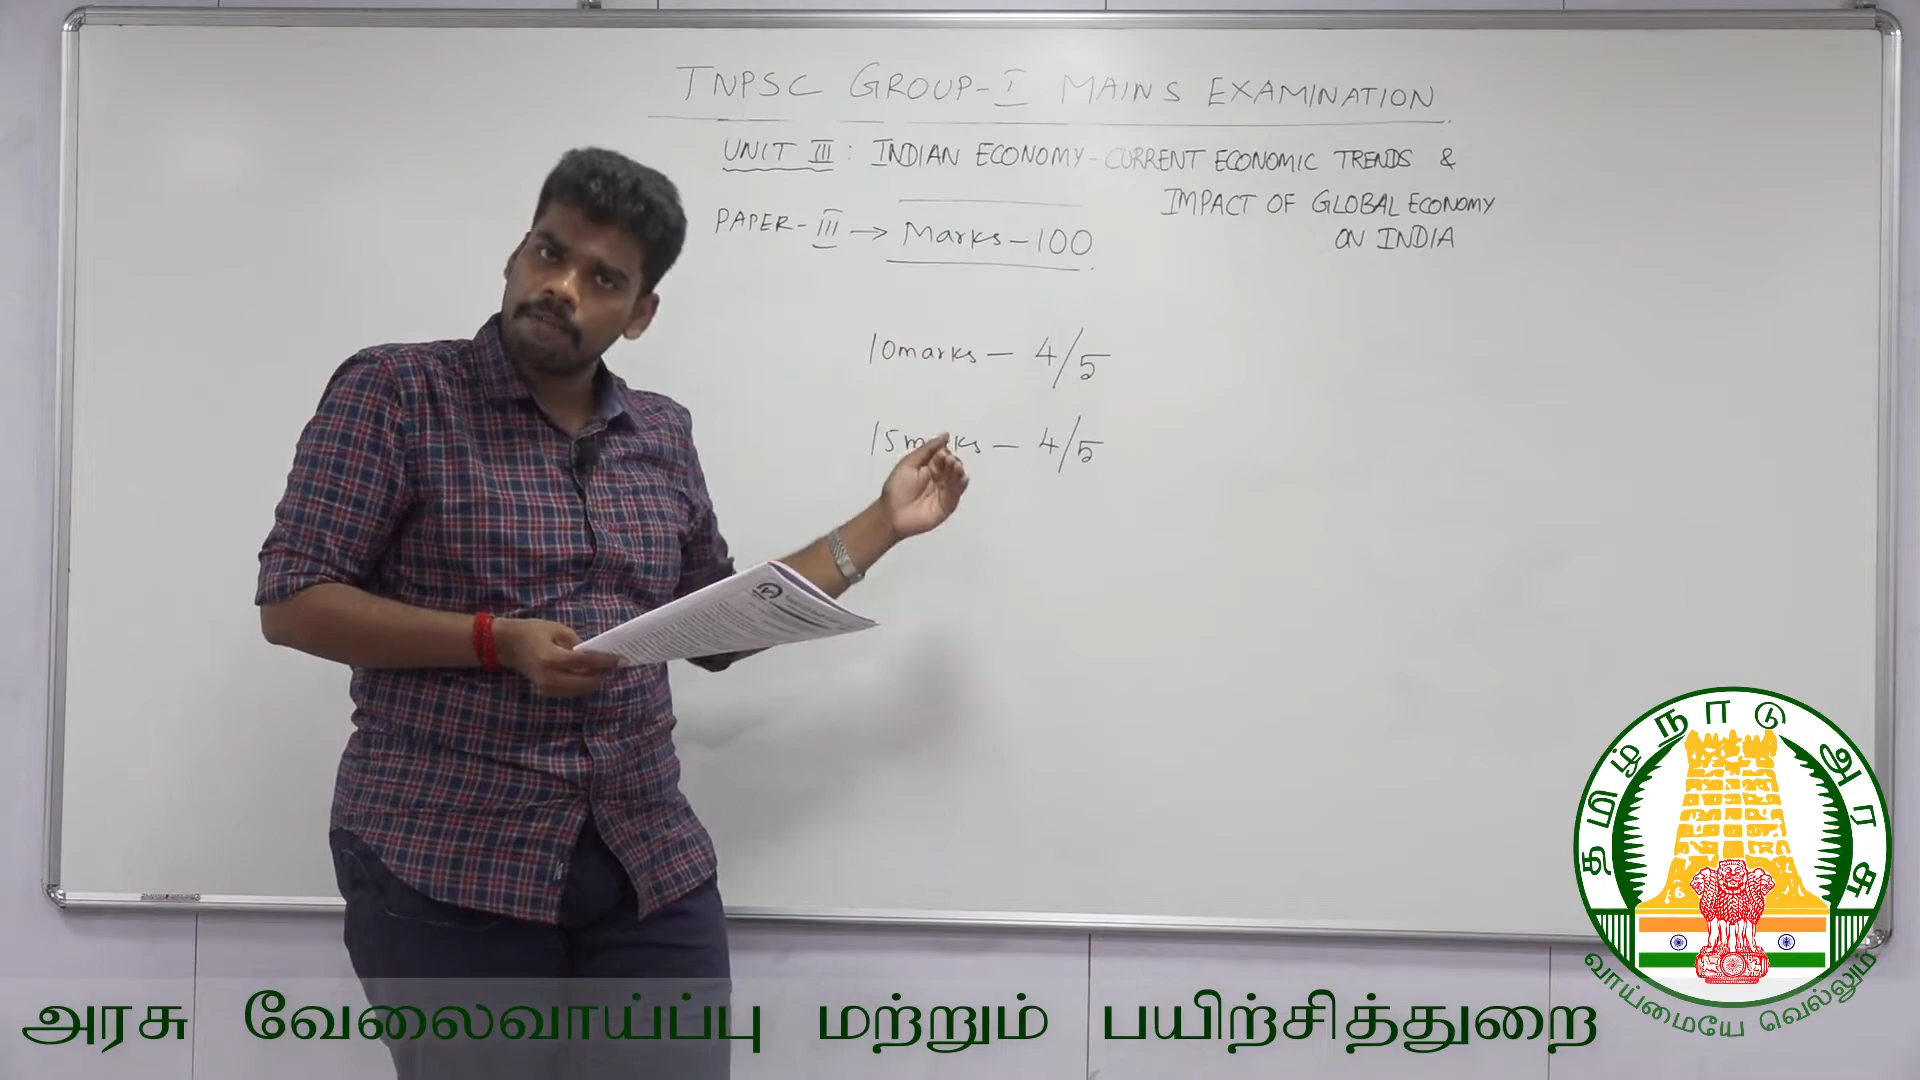 TNPSC GROUP-I MAINS EXAMINATION
UNIT III : INDIAN ECONOMY - CURRENT ECONOMIC TRENDS &
IMPACT OF GLOBAL ECONOMY
ON INDIA
PAPER-III → Marks-100
10marks - 4/5
15marks - 4/5
தமிழ்நாடு அரசு
வாய்மையே வெல்லும்
அரசு வேலைவாய்ப்பு மற்றும் பயிற்சித்துறை